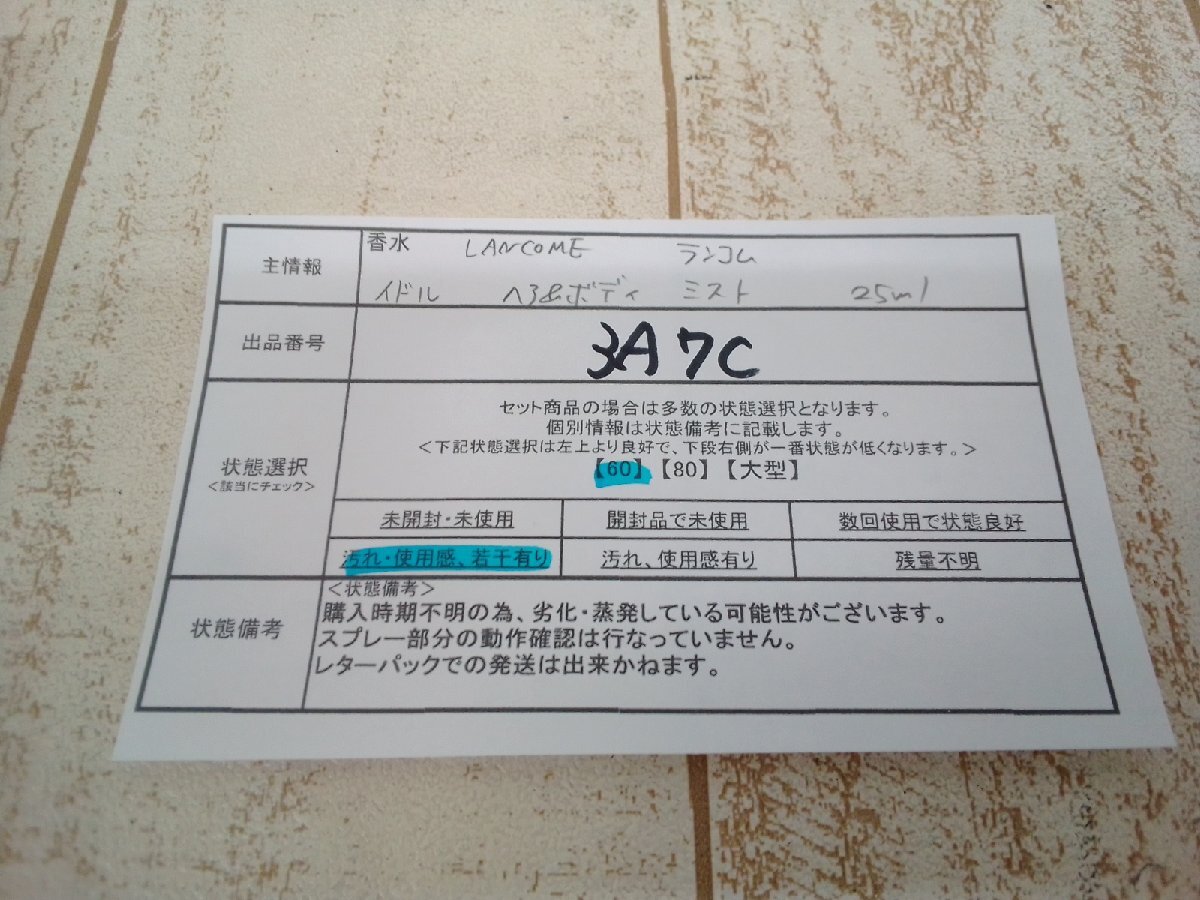 主情報
香水 LANCOME ランコム
イドル ヘア&ボディ ミスト 25ml
出品番号
3A7C
状態選択
<該当にチェック>
セット商品の場合は多数の状態選択となります。
個別情報は状態備考に記載します。
<下記状態選択は左上より良好で、下段右側が一番状態が低くなります。>
【60】【80】【大型】
未開封・未使用 開封品で未使用 数回使用で状態良好
汚れ・使用感、若干有り 汚れ、使用感有り 残量不明
状態備考
<状態備考>
購入時期不明の為、劣化・蒸発している可能性がございます。
スプレー部分の動作確認は行なっていません。
レターパックでの発送は出来かねます。